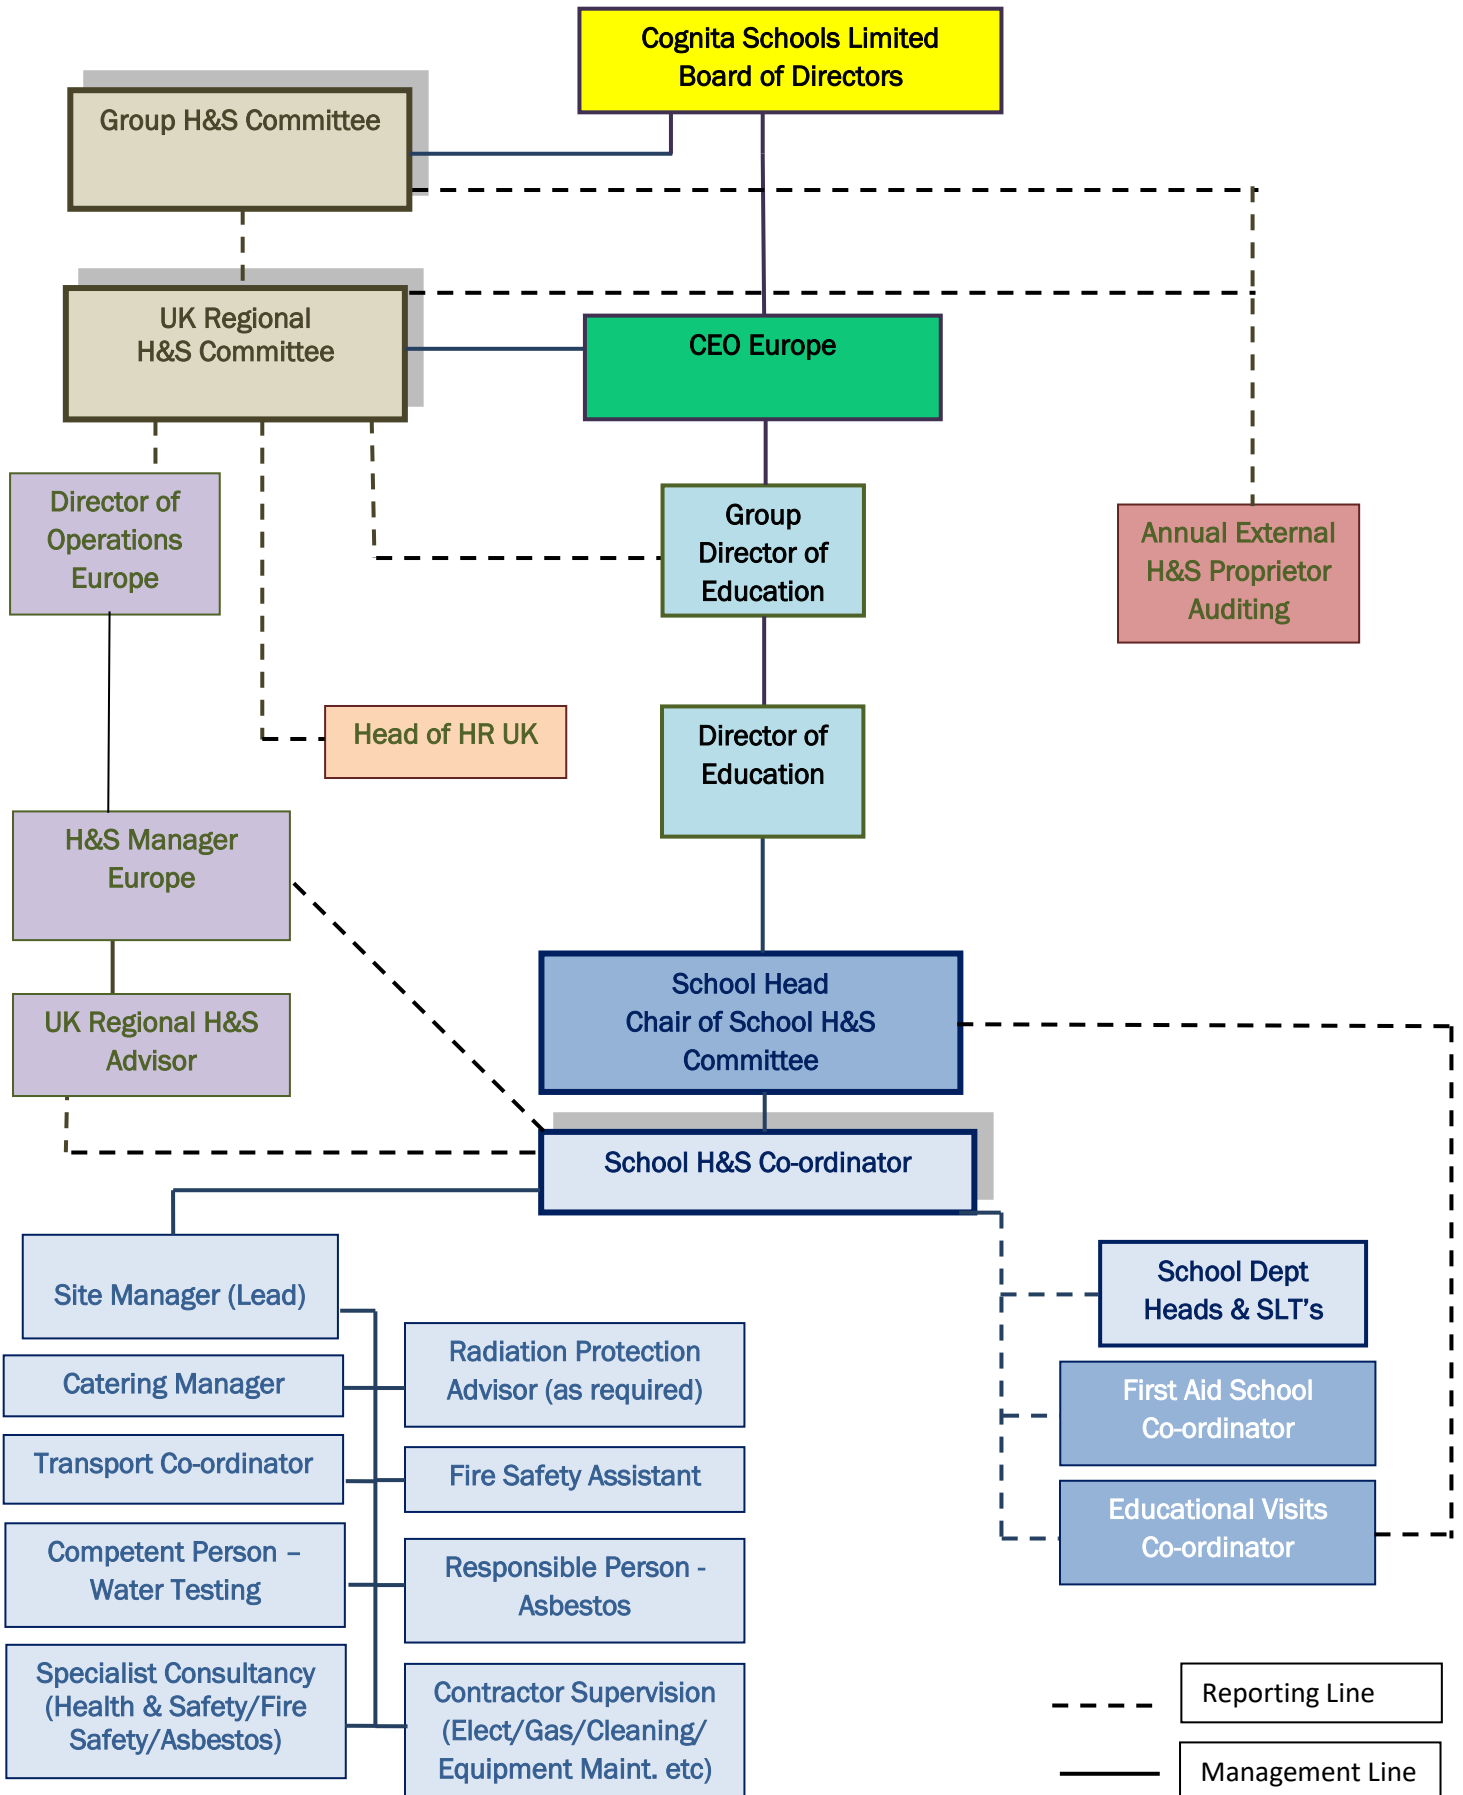 Cognita Schools Limited
Board of Directors
Group H&S Committee
UK Regional
H&S Committee
CEO Europe
Director of
Operations
Europe
Group
Director of
Education
Annual External
H&S Proprietor
Auditing
Head of HR UK
Director of
Education
H&S Manager
Europe
School Head
Chair of School H&S
Committee
UK Regional H&S
Advisor
School H&S Co-ordinator
Site Manager (Lead)
School Dept
Heads & SLT’s
Radiation Protection
Advisor (as required)
Catering Manager
First Aid School
Co-ordinator
Transport Co-ordinator
Fire Safety Assistant
Educational Visits
Co-ordinator
Competent Person –
Water Testing
Responsible Person -
Asbestos
Specialist Consultancy
(Health & Safety/Fire
Safety/Asbestos)
Contractor Supervision
(Elect/Gas/Cleaning/
Equipment Maint. etc)
Reporting Line
Management Line